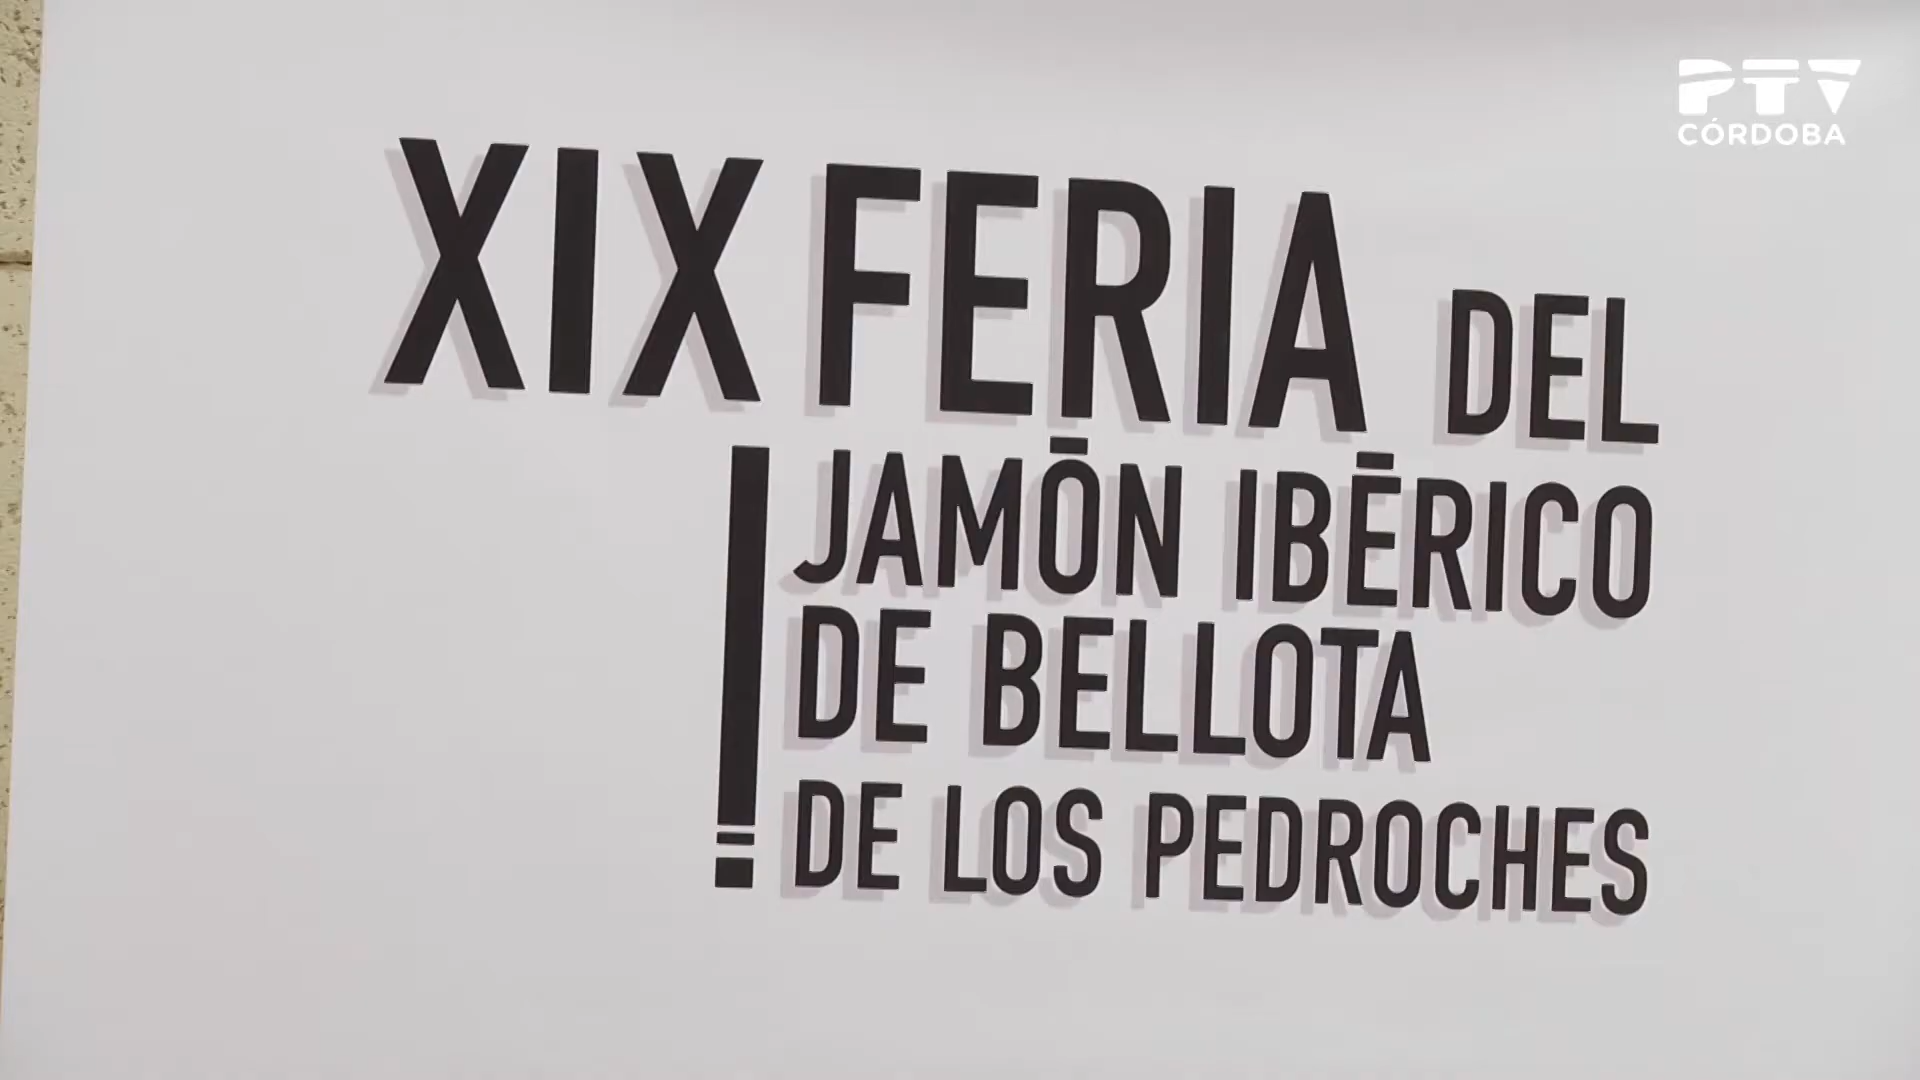 PTV
CÓRDOBA
XIX FERIA DEL
JAMÓN IBÉRICO
DE BELLOTA
DE LOS PEDROCHES